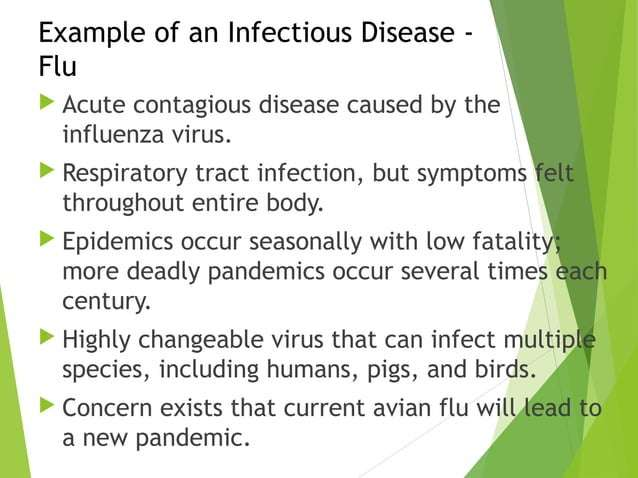 Example of an Infectious Disease -
Flu
Acute contagious disease caused by the
influenza virus.
Respiratory tract infection, but symptoms felt
throughout entire body.
Epidemics occur seasonally with low fatality;
more deadly pandemics occur several times each
century.
Highly changeable virus that can infect multiple
species, including humans, pigs, and birds.
Concern exists that current avian flu will lead to
a new pandemic.